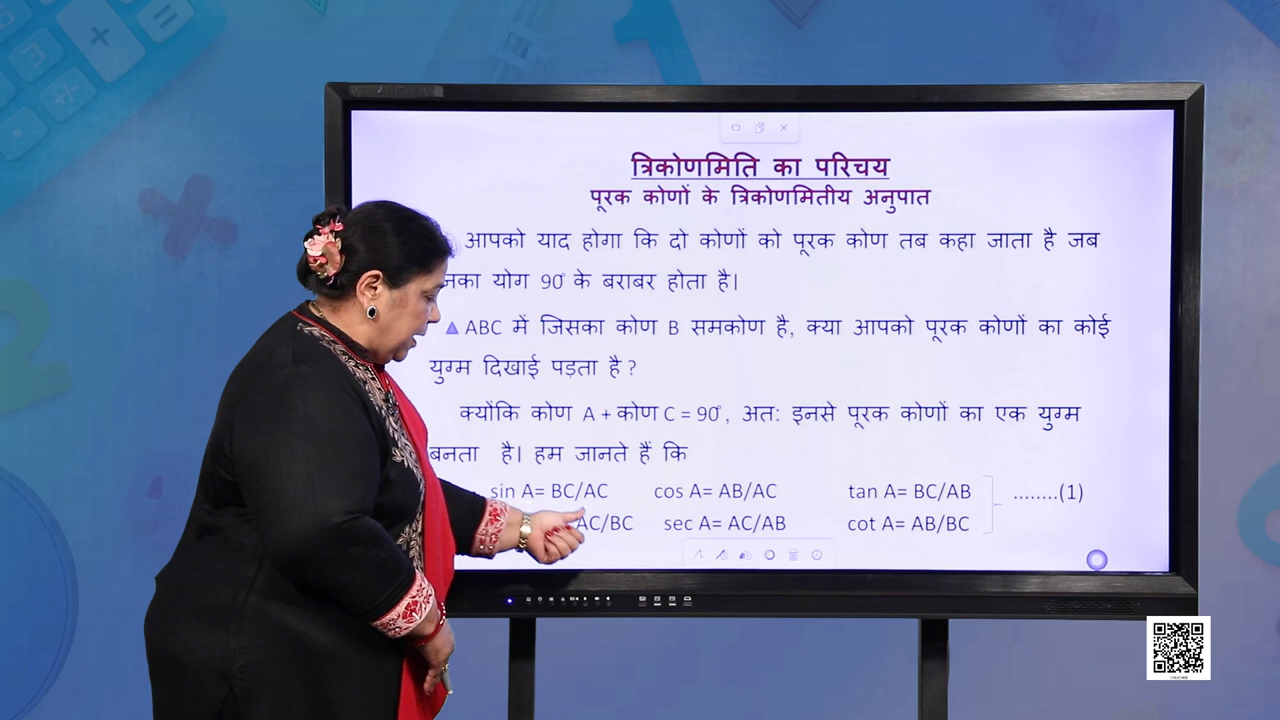 त्रिकोणमिति का परिचय
पूरक कोणों के त्रिकोणमितीय अनुपात
आपको याद होगा कि दो कोणों को पूरक कोण तब कहा जाता है जब
नका योग 90° के बराबर होता है।
▲ ABC में जिसका कोण B समकोण है, क्या आपको पूरक कोणों का कोई
युग्म दिखाई पड़ता है ?
क्योंकि कोण A + कोण C = 90°, अत: इनसे पूरक कोणों का एक युग्म
बनता है। हम जानते हैं कि
sin A= BC/AC cos A= AB/AC tan A= BC/AB ........(1)
AC/BC sec A= AC/AB cot A= AB/BC